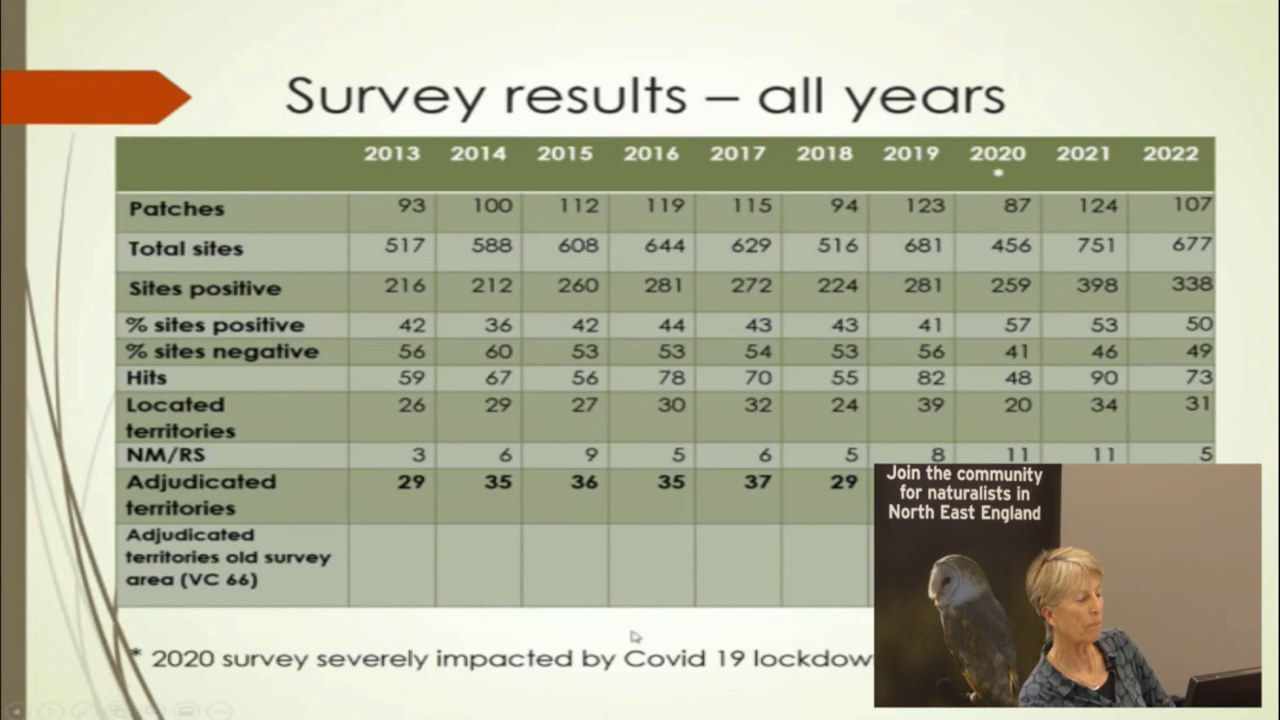 Survey results – all years
2013 2014 2015 2016 2017 2018 2019 2020 2021 2022
*
Patches 93 100 112 119 115 94 123 87 124 107
Total sites 517 588 608 644 629 516 681 456 751 677
Sites positive 216 212 260 281 272 224 281 259 398 338
% sites positive 42 36 42 44 43 43 41 57 53 50
% sites negative 56 60 53 53 54 53 56 41 46 49
Hits 59 67 56 78 70 55 82 48 90 73
Located 26 29 27 30 32 24 39 20 34 31
territories
NM/RS 3 6 9 5 6 5 8 11 11 5
Adjudicated 29 35 36 35 37 29
territories
Adjudicated
territories old survey
area (VC 66)
* 2020 survey severely impacted by Covid 19 lockdow
Join the community
for naturalists in
North East England